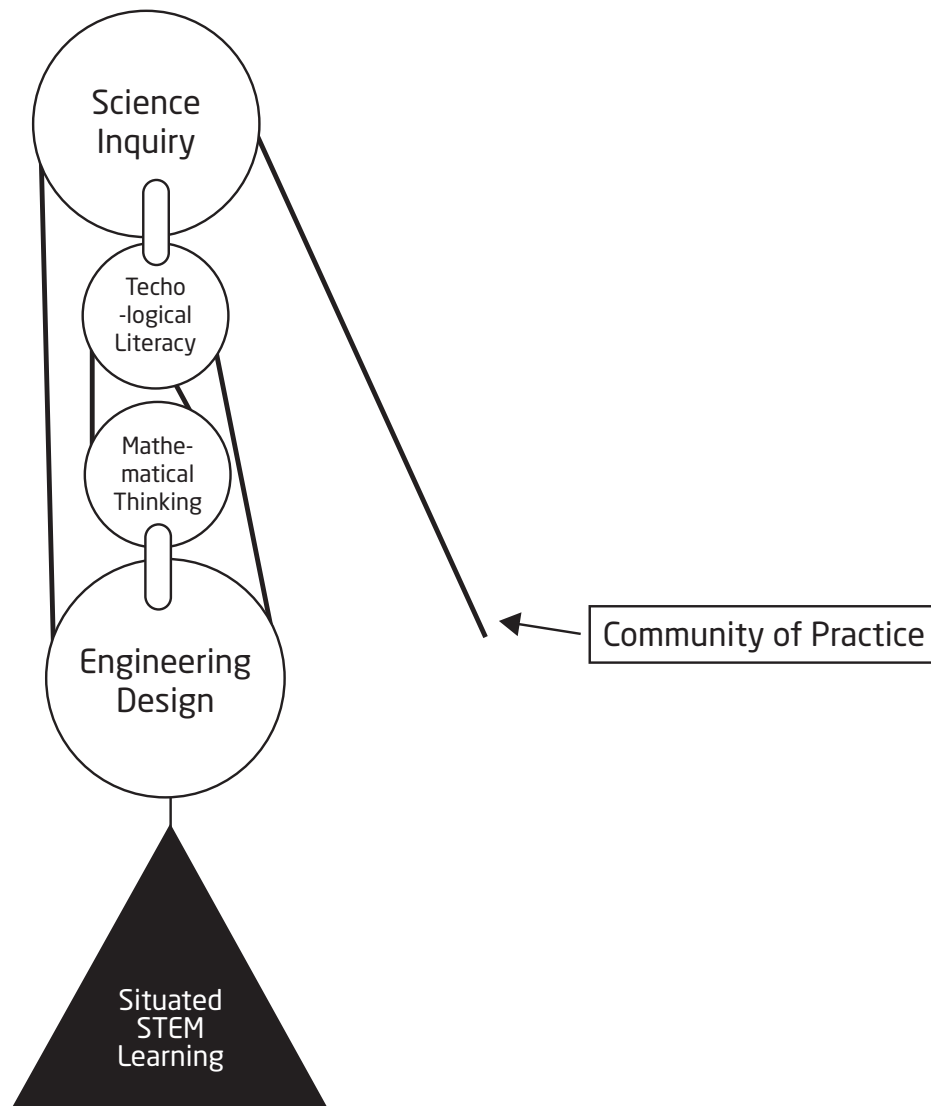 Science
Inquiry
Techo
-logical
Literacy
Mathe-
matical
Thinking
Engineering
Design
Community of Practice
Situated
STEM
Learning